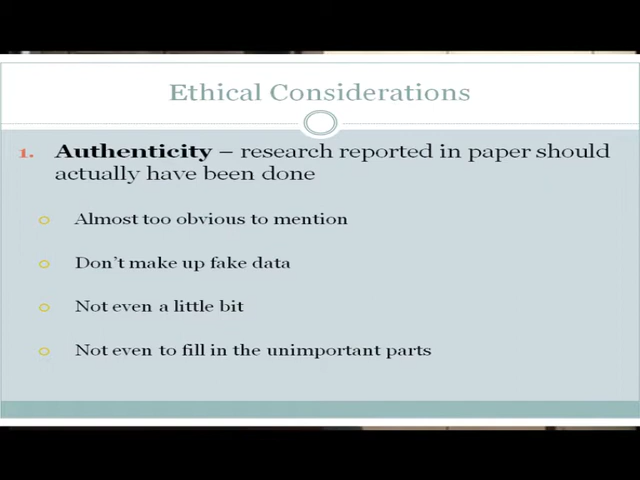 Ethical Considerations
1. Authenticity – research reported in paper should
actually have been done
Almost too obvious to mention
Don't make up fake data
Not even a little bit
Not even to fill in the unimportant parts